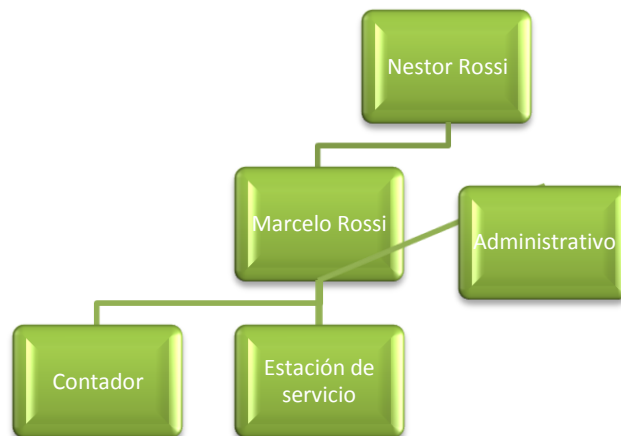 Nestor Rossi
Marcelo Rossi
Administrativo
Contador
Estación de
servicio